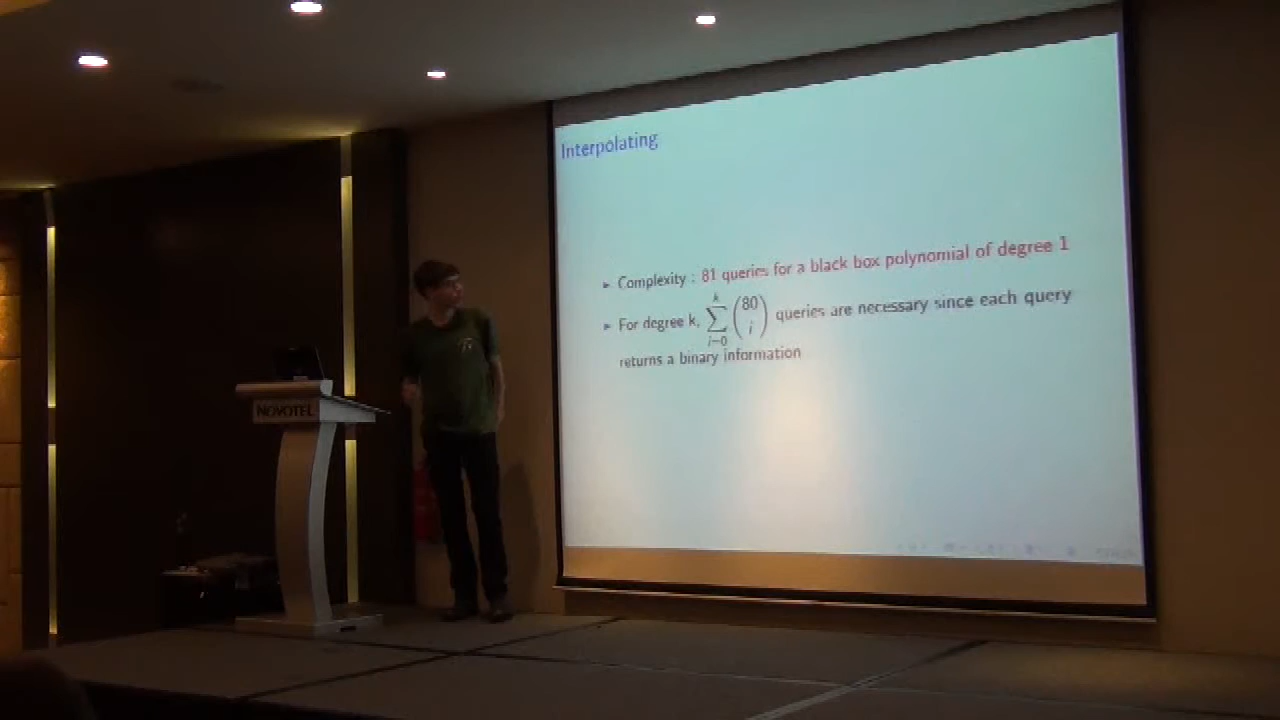 Interpolating
▸ Complexity : 81 queries for a black box polynomial of degree 1
▸ For degree k, $\sum_{i=0}^{k} \binom{80}{i}$ queries are necessary since each query
returns a binary information
NOVOTEL